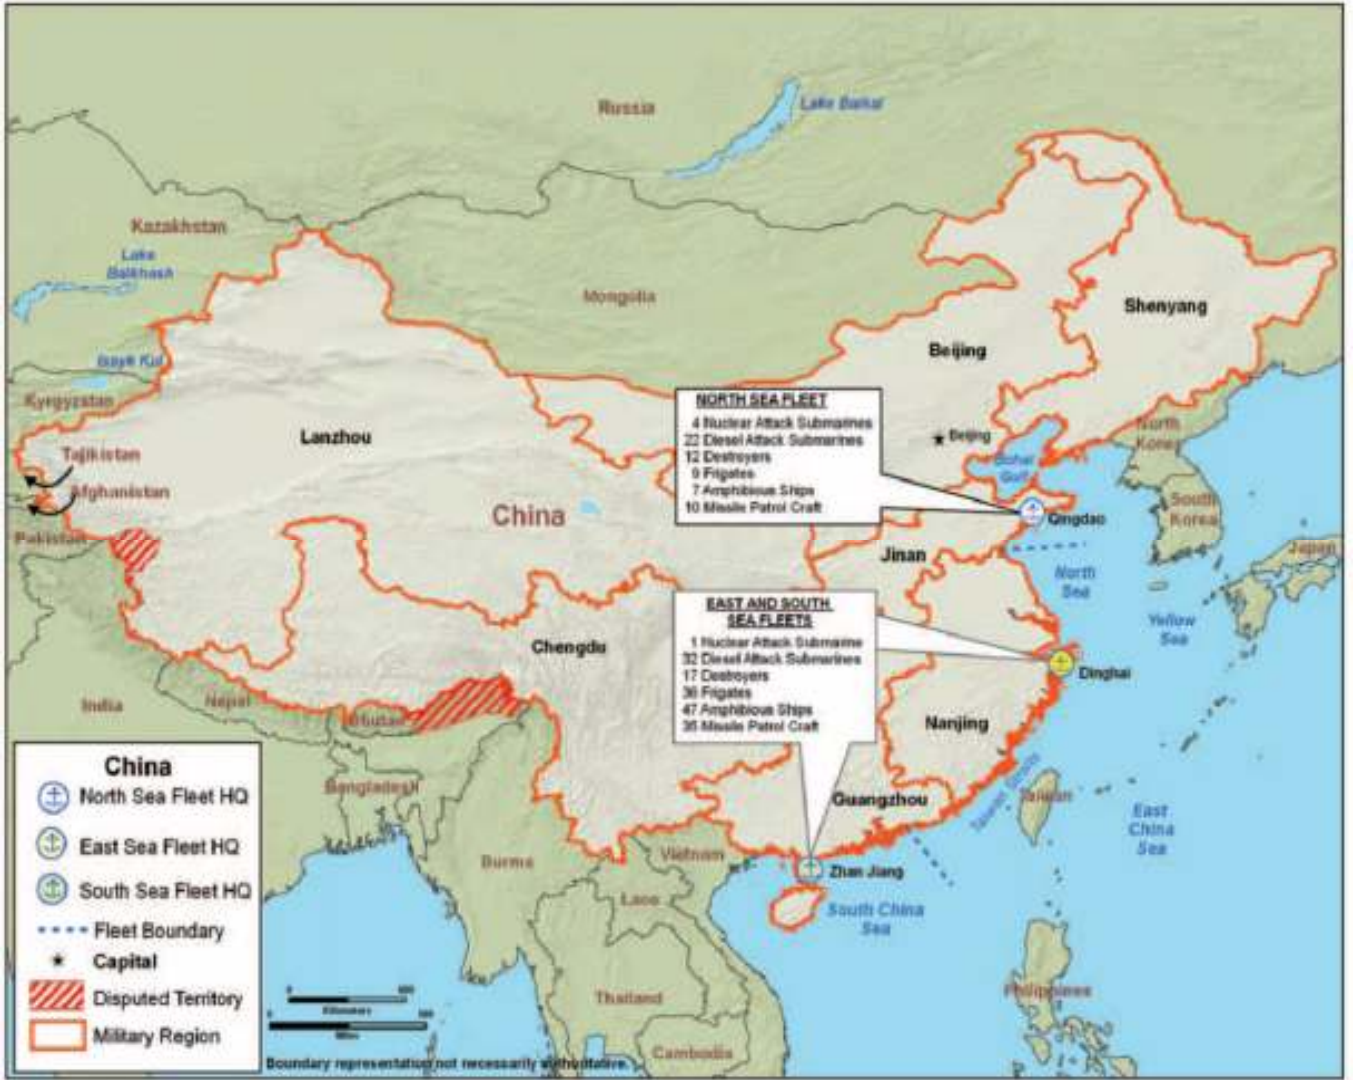 Russia
Lake Baikal
Kazakhstan
Lake
Balkhash
Mongolia
Shenyang
Beijing
Issyk Kul
Kyrgyzstan
NORTH SEA FLEET
4 Nuclear Attack Submarines
22 Diesel Attack Submarines
12 Destroyers
9 Frigates
7 Amphibious Ships
10 Missile Patrol Craft
Lanzhou
Beijing
North
Korea
Tajikistan
Bohai
Gulf
Afghanistan
South
Korea
China
Qingdao
Pakistan
Jinan
Japan
North
Sea
EAST AND SOUTH
SEA FLEETS
1 Nuclear Attack Submarine
32 Diesel Attack Submarines
17 Destroyers
36 Frigates
47 Amphibious Ships
35 Missile Patrol Craft
Yellow
Sea
Chengdu
Dinghai
India
Nepal
Bhutan
Nanjing
Bangladesh
Taiwan Strait
Taiwan
Guangzhou
East
China
Sea
Burma
Vietnam
Zhan Jiang
Laos
South China
Sea
Thailand
Philippines
Cambodia
China
North Sea Fleet HQ
East Sea Fleet HQ
South Sea Fleet HQ
Fleet Boundary
Capital
Disputed Territory
Military Region
Kilometers
Miles
Boundary representation not necessarily authoritative.